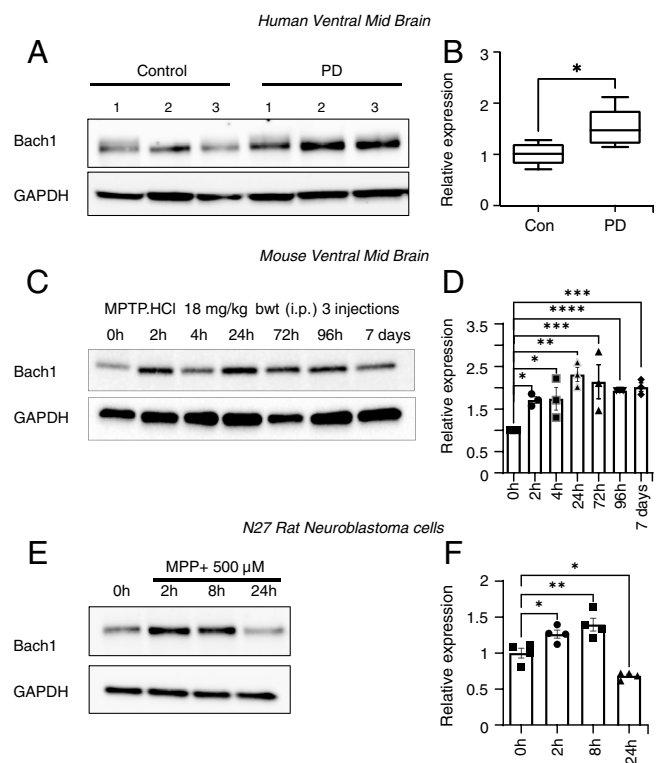 Human Ventral Mid Brain
A
Control PD
1 2 3 1 2 3
Bach1
GAPDH
B
Relative expression
3
2
1
0
*
Con PD
Mouse Ventral Mid Brain
C
MPTP.HCl 18 mg/kg bwt (i.p.) 3 injections
0h 2h 4h 24h 72h 96h 7 days
Bach1
GAPDH
D
Relative expression
***
****
***
**
*
*
3.5
2.5
2
1.5
1
0.5
0h 2h 4h 24h 72h 96h 7 days
N27 Rat Neuroblastoma cells
E
MPP+ 500 µM
0h 2h 8h 24h
Bach1
GAPDH
F
Relative expression
*
**
*
2
1.5
1
0.5
0
0h 2h 8h 24h